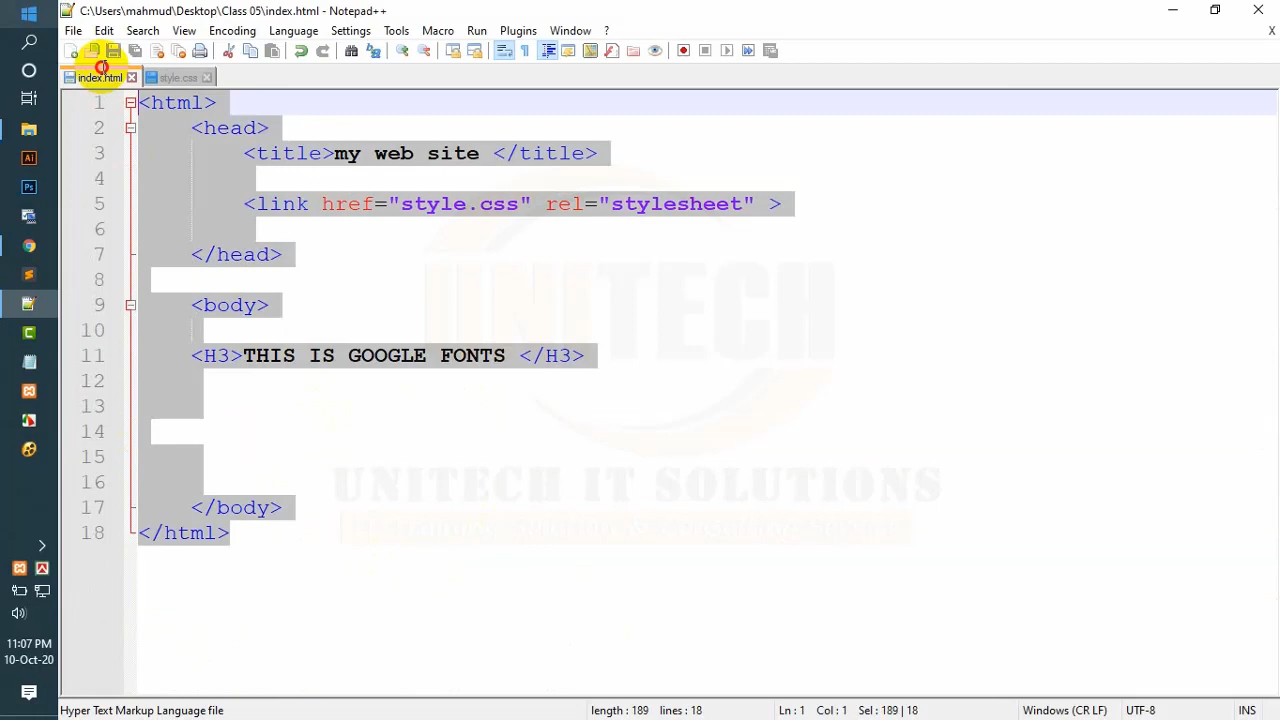 C:\Users\mahmud\Desktop\Class 05\index.html - Notepad++
File Edit Search View Encoding Language Settings Tools Macro Run Plugins Window ? X
index.html style.css
1 <html>
2 <head>
3 <title>my web site </title>
4
5 <link href="style.css" rel="stylesheet" >
6
7 </head>
8
9 <body>
10
11 <H3>THIS IS GOOGLE FONTS </H3>
12
13
14
15
16
17 </body>
18 </html>
UNITECH
UNITECH IT SOLUTIONS
11:07 PM
10-Oct-20
Hyper Text Markup Language file length : 189 lines : 18 Ln : 1 Col : 1 Sel : 189 | 18 Windows (CR LF) UTF-8 INS